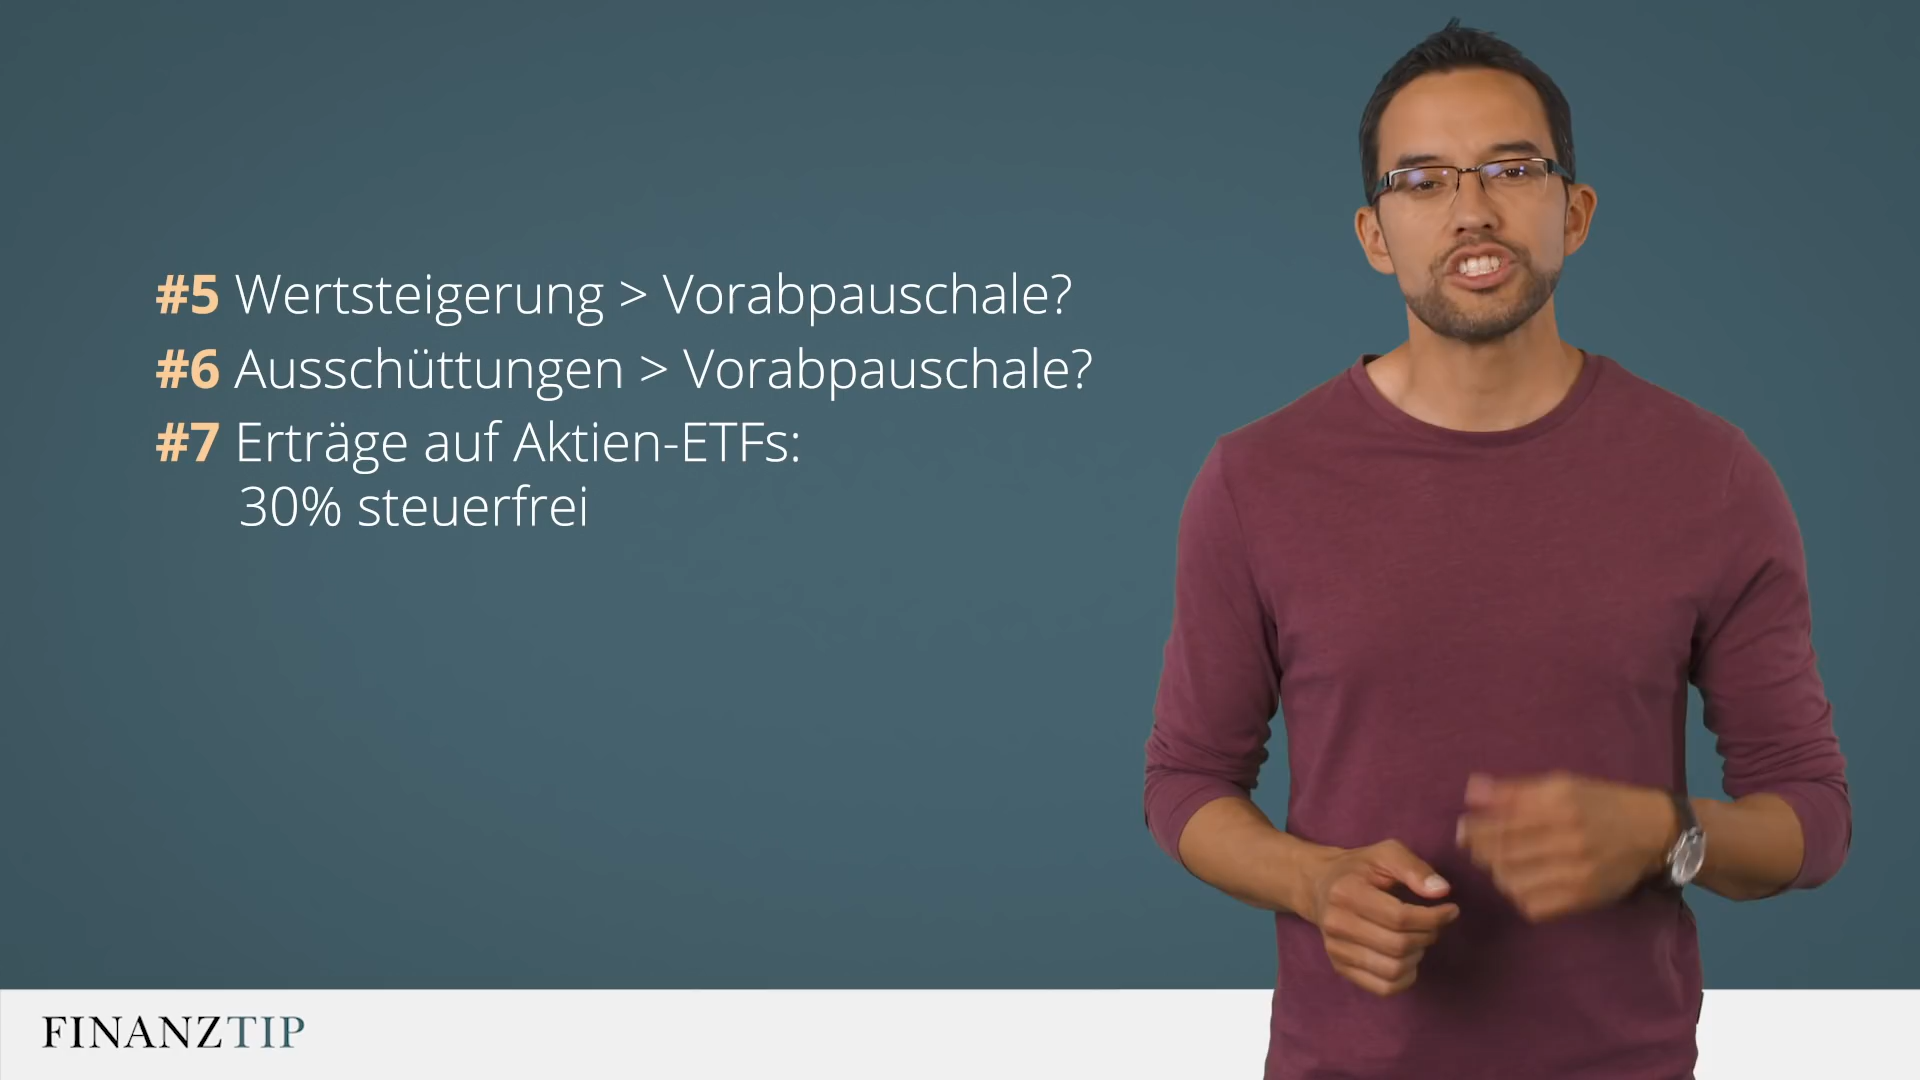 #5 Wertsteigerung > Vorabpauschale?
#6 Ausschüttungen > Vorabpauschale?
#7 Erträge auf Aktien-ETFs:
30% steuerfrei
FINANZTIP